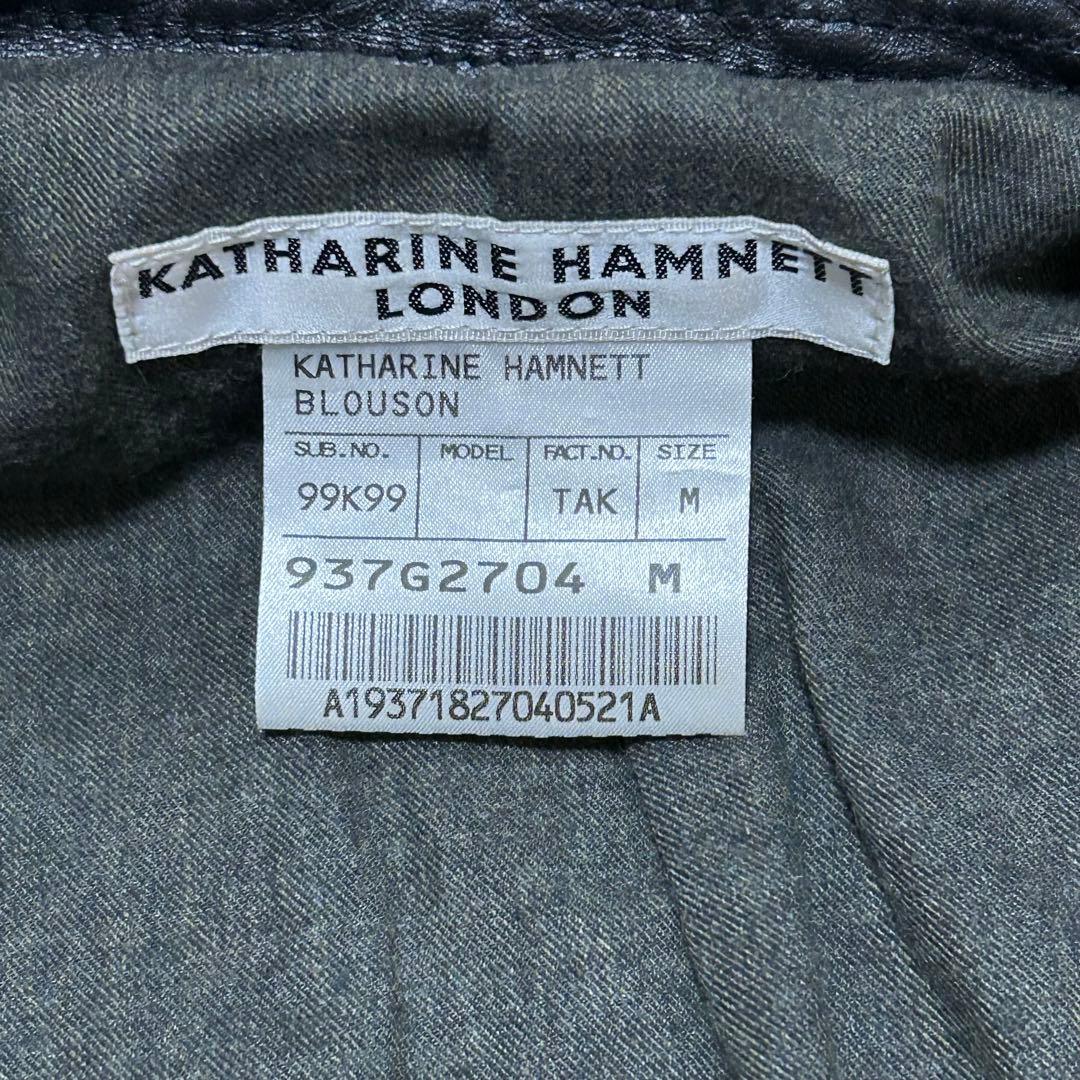 KATHARINE HAMNETT
LONDON
KATHARINE HAMNETT
BLOUSON
SUB.NO. MODEL FACT.NO. SIZE
99K99 TAK M
937G2704 M
A19371827040521A